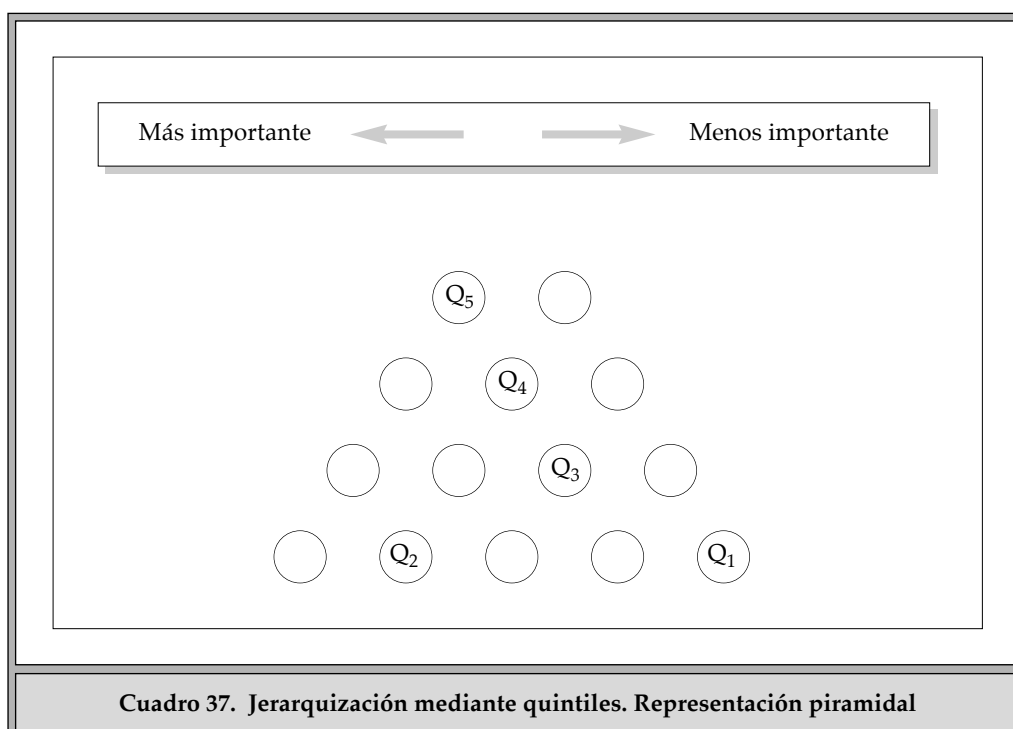 Más importante Menos importante
Q5
Q4
Q3
Q2 Q1
Cuadro 37. Jerarquización mediante quintiles. Representación piramidal